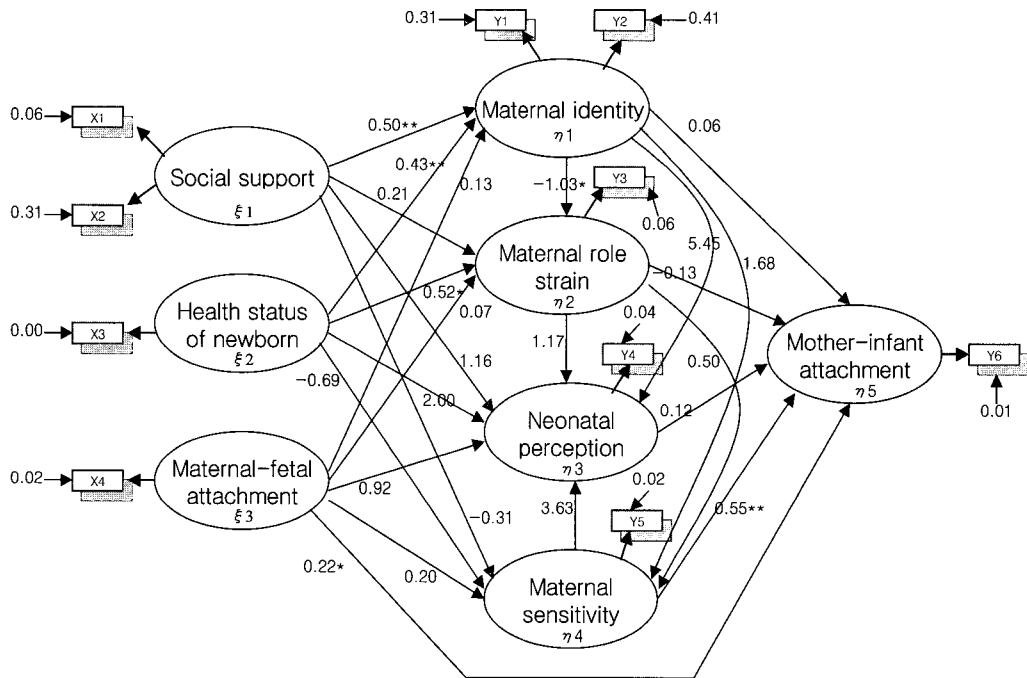 0.31
Y1
Y2
0.41
Maternal identity
η1
0.06
X1
0.50**
0.06
0.43**
0.13
Social support
ξ1
0.21
-1.03*
Y3
0.31
X2
0.06
5.45
1.68
Maternal role
strain
η2
-0.13
Health status
of newborn
ξ2
0.52*
0.07
0.00
X3
0.04
1.17
Y4
0.50
Mother-infant
attachment
η5
Y6
-0.69
1.16
2.00
0.12
0.01
Neonatal
perception
η3
Maternal-fetal
attachment
ξ3
0.02
X4
0.92
0.02
3.63
Y5
0.55**
-0.31
0.22*
0.20
Maternal
sensitivity
η4